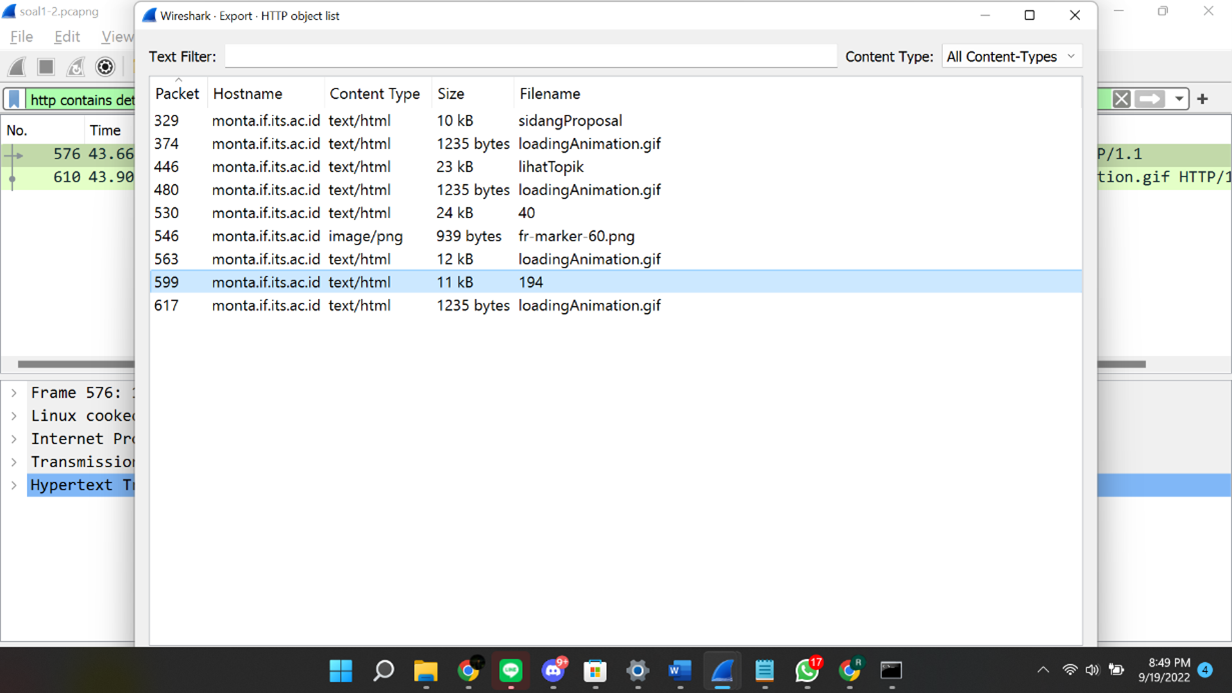 soal1-2.pcapng
Wireshark · Export · HTTP object list
File Edit View
Text Filter:
Content Type: All Content-Types
http contains det
Packet Hostname Content Type Size Filename
329 monta.if.its.ac.id text/html 10 kB sidangProposal
374 monta.if.its.ac.id text/html 1235 bytes loadingAnimation.gif
446 monta.if.its.ac.id text/html 23 kB lihatTopik
480 monta.if.its.ac.id text/html 1235 bytes loadingAnimation.gif
530 monta.if.its.ac.id text/html 24 kB 40
546 monta.if.its.ac.id image/png 939 bytes fr-marker-60.png
563 monta.if.its.ac.id text/html 12 kB loadingAnimation.gif
599 monta.if.its.ac.id text/html 11 kB 194
617 monta.if.its.ac.id text/html 1235 bytes loadingAnimation.gif
No. Time
576 43.66
P/1.1
610 43.90
tion.gif HTTP/1
Frame 576:
Linux cooked
Internet Pro
Transmission
Hypertext Tr
9+
17
R
8:49 PM
9/19/2022
4